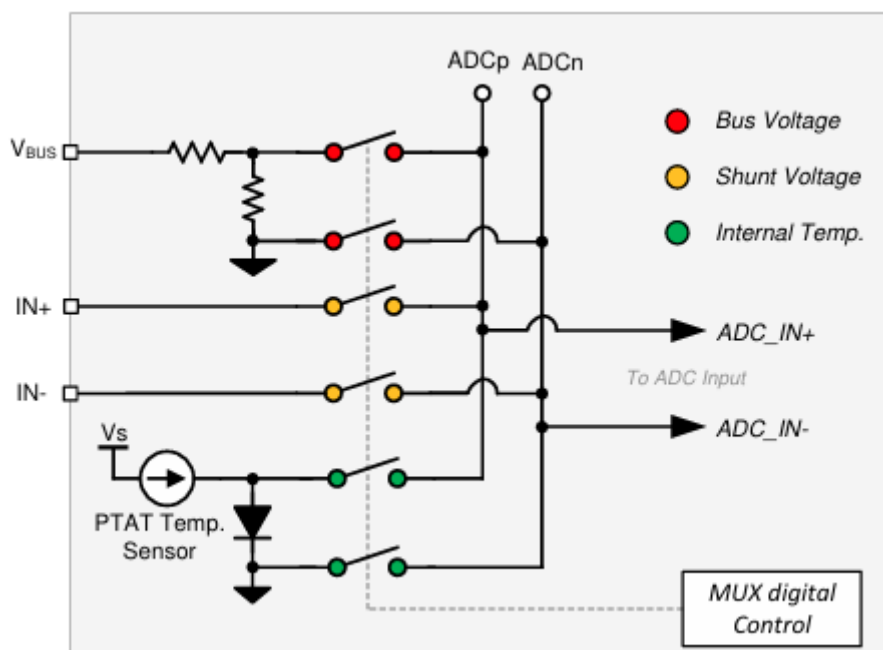 ADCp ADCn
VBUS
Bus Voltage
Shunt Voltage
Internal Temp.
IN+
ADC_IN+
To ADC Input
IN-
ADC_IN-
Vs
PTAT Temp.
Sensor
MUX digital
Control